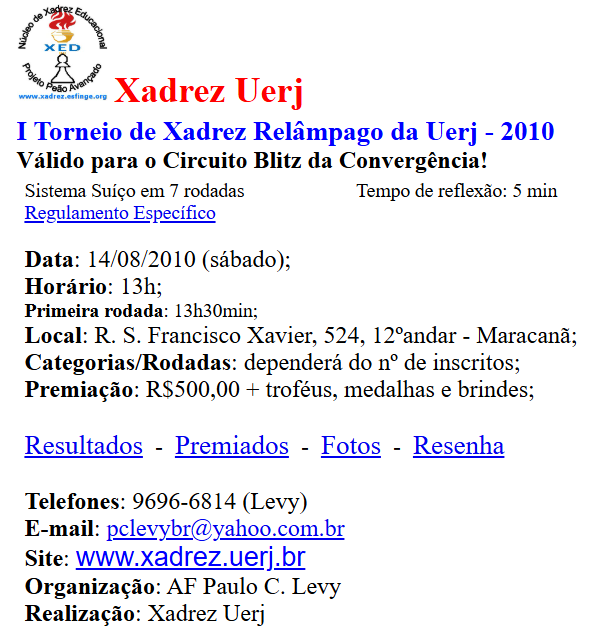 Núcleo de Xadrez Educacional
XED
Projeto Peão Avançado
www.xadrez.esfinge.org
Xadrez Uerj
I Torneio de Xadrez Relâmpago da Uerj - 2010
Válido para o Circuito Blitz da Convergência!
Sistema Suíço em 7 rodadas Tempo de reflexão: 5 min
Regulamento Específico
Data: 14/08/2010 (sábado);
Horário: 13h;
Primeira rodada: 13h30min;
Local: R. S. Francisco Xavier, 524, 12ºandar - Maracanã;
Categorias/Rodadas: dependerá do nº de inscritos;
Premiação: R$500,00 + troféus, medalhas e brindes;
Resultados - Premiados - Fotos - Resenha
Telefones: 9696-6814 (Levy)
E-mail: pclevybr@yahoo.com.br
Site: www.xadrez.uerj.br
Organização: AF Paulo C. Levy
Realização: Xadrez Uerj